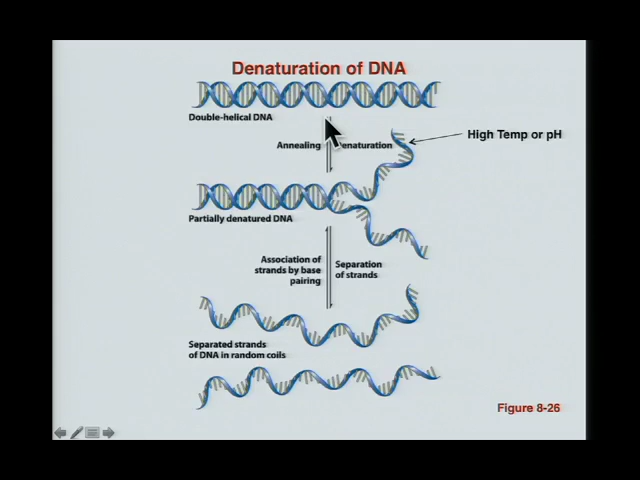 Denaturation of DNA
Double-helical DNA
High Temp or pH
Annealing
enaturation
Partially denatured DNA
Association of
strands by base
pairing
Separation
of strands
Separated strands
of DNA in random coils
Figure 8-26